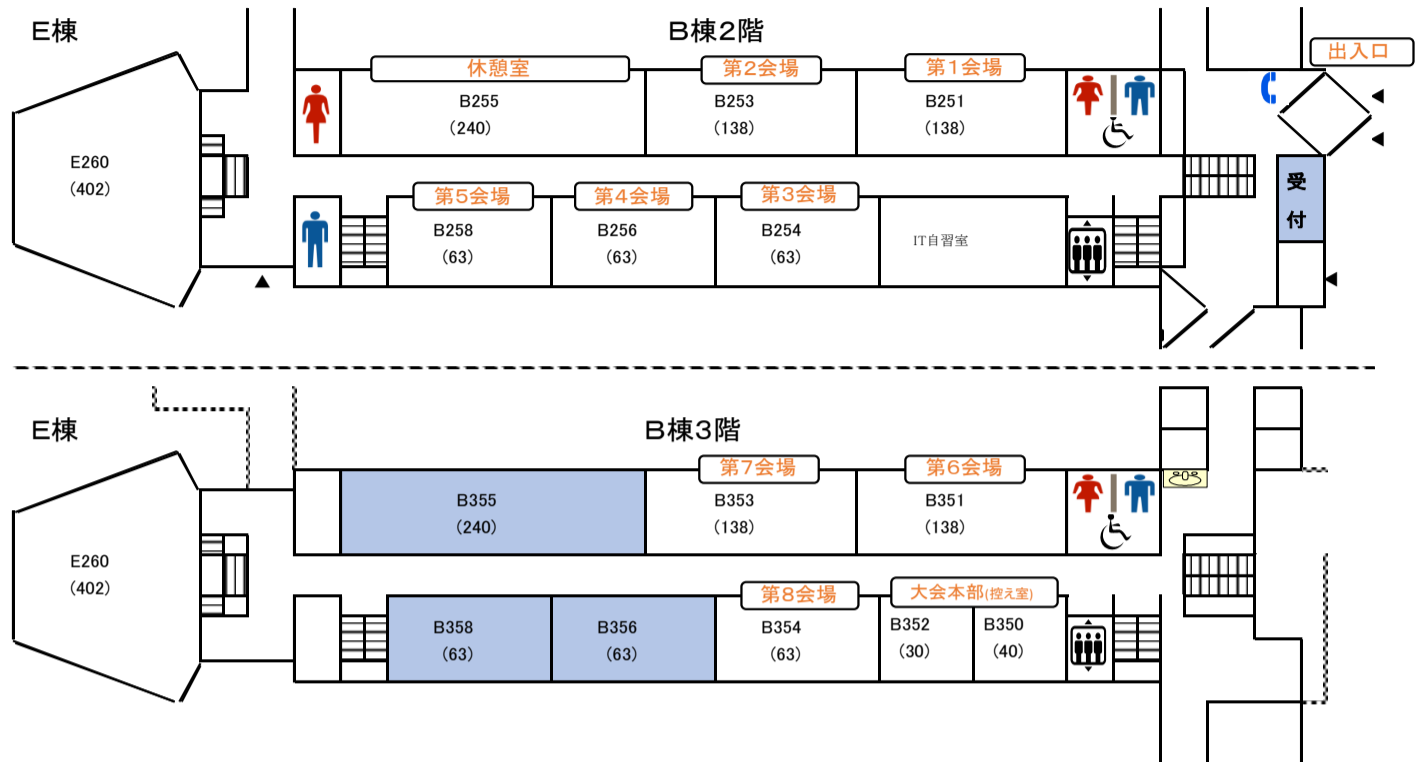 E棟
B棟2階
出入口
休憩室
第2会場
第1会場
B255
(240)
B253
(138)
B251
(138)
E260
(402)
受
付
第5会場
第4会場
第3会場
B258
(63)
B256
(63)
B254
(63)
IT自習室
E棟
B棟3階
第7会場
第6会場
B355
(240)
B353
(138)
B351
(138)
E260
(402)
第8会場
大会本部(控え室)
B358
(63)
B356
(63)
B354
(63)
B352
(30)
B350
(40)